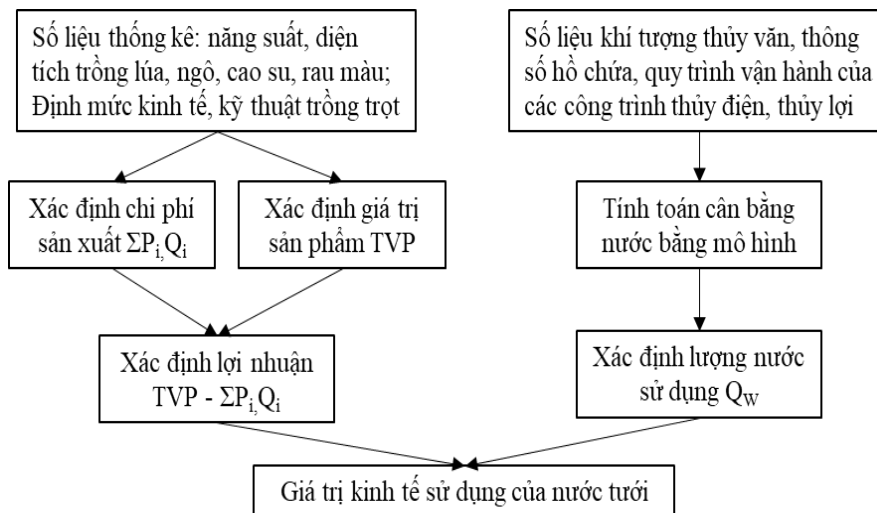 Số liệu thống kê: năng suất, diện
tích trồng lúa, ngô, cao su, rau màu;
Định mức kinh tế, kỹ thuật trồng trọt
Số liệu khí tượng thủy văn, thông
số hồ chứa, quy trình vận hành của
các công trình thủy điện, thủy lợi
Xác định chi phí
sản xuất ΣPi,Qi
Xác định giá trị
sản phẩm TVP
Tính toán cân bằng
nước bằng mô hình
Xác định lợi nhuận
TVP - ΣPi,Qi
Xác định lượng nước
sử dụng QW
Giá trị kinh tế sử dụng của nước tưới